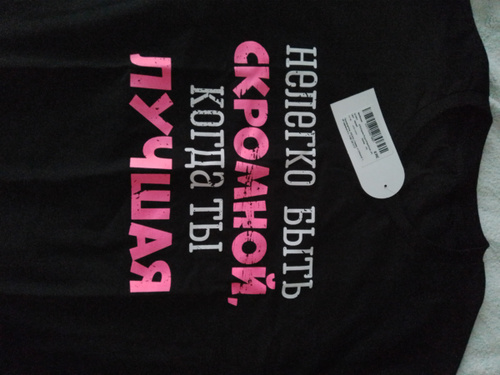 нелегко быть
скромной,
когда ты
лучшая